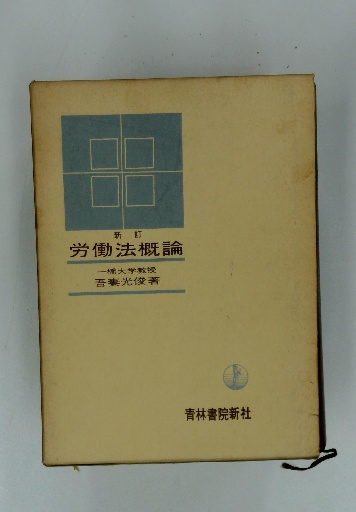 新訂
労働法概論
一橋大学教授
吾妻光俊著
青林書院新社